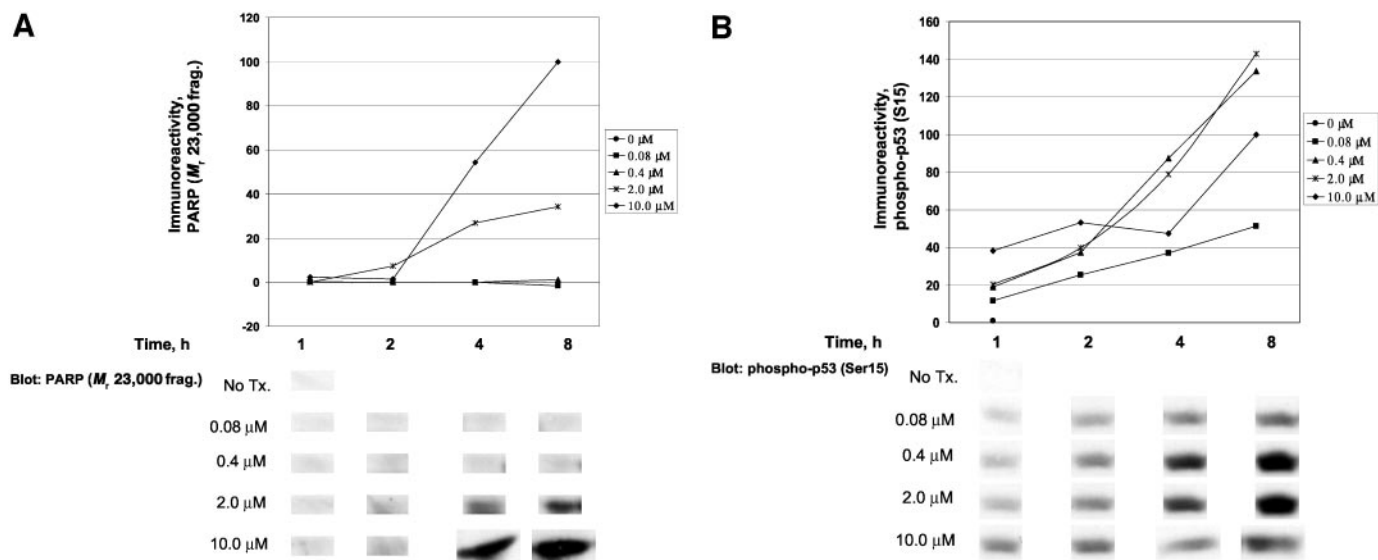 A
Immunoreactivity,
PARP (Mr 23,000 frag.)
120
100
80
60
40
20
0
-20
0 µM
0.08 µM
0.4 µM
2.0 µM
10.0 µM
Time, h 1 2 4 8
Blot: PARP (Mr 23,000 frag.)
No Tx.
0.08 µM
0.4 µM
2.0 µM
10.0 µM
B
Immunoreactivity,
phospho-p53 (S15)
160
140
120
100
80
60
40
20
0
0 µM
0.08 µM
0.4 µM
2.0 µM
10.0 µM
Time, h 1 2 4 8
Blot: phospho-p53 (Ser15)
No Tx.
0.08 µM
0.4 µM
2.0 µM
10.0 µM